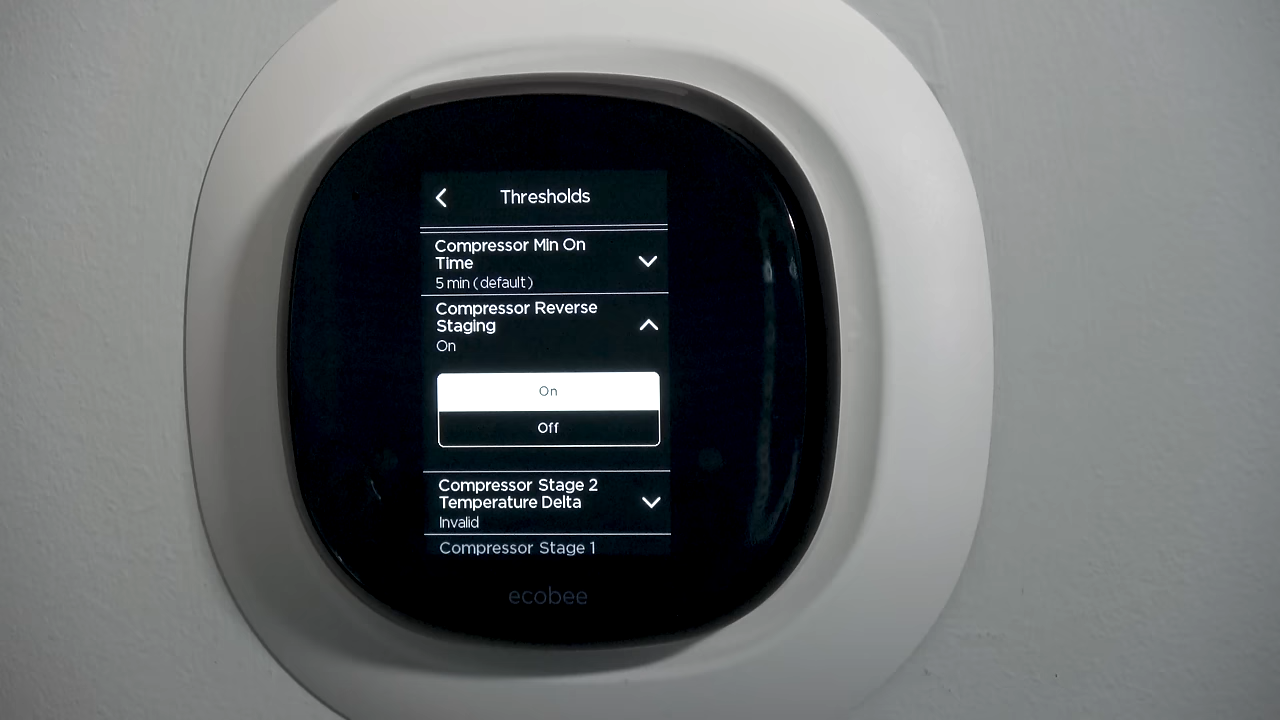 Thresholds
Compressor Min On
Time
5 min (default)
Compressor Reverse
Staging
On
On
Off
Compressor Stage 2
Temperature Delta
Invalid
Compressor Stage 1
ecobee